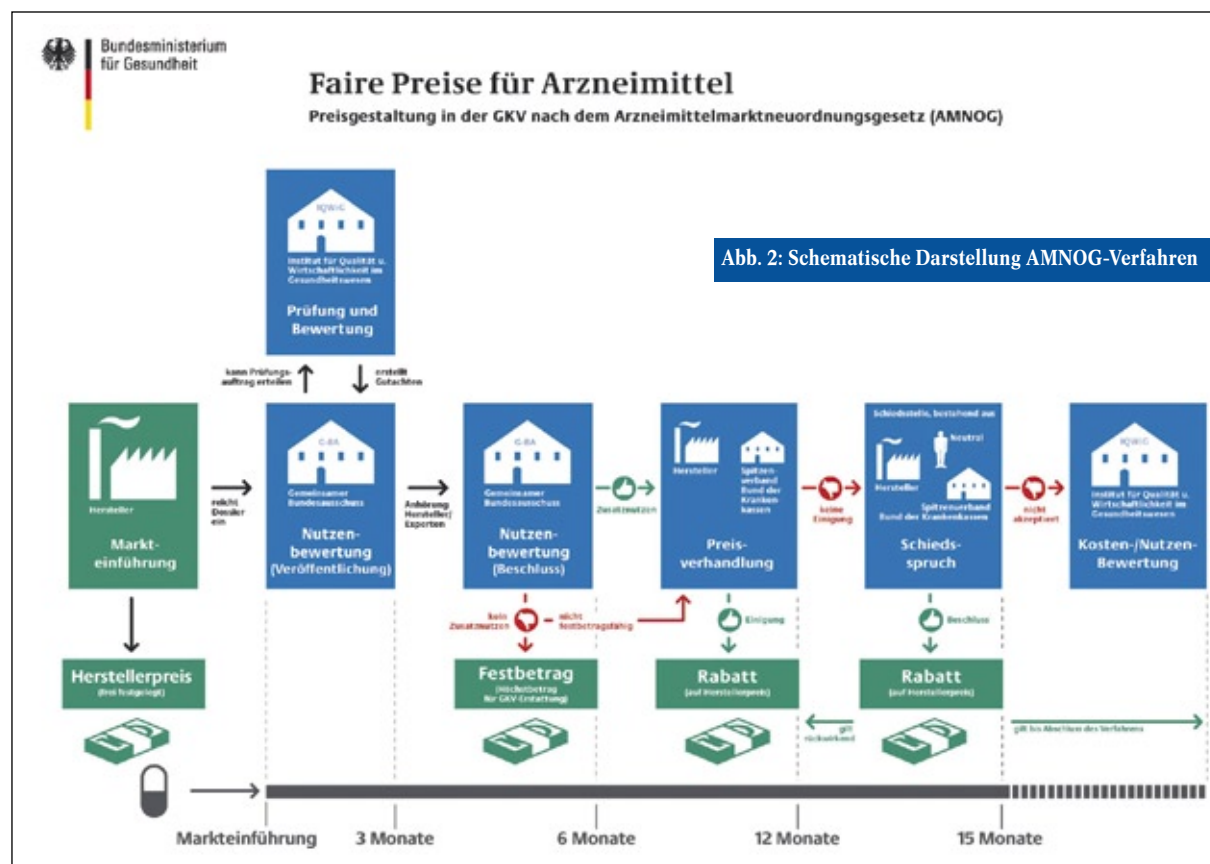 Bundesministerium
für Gesundheit
Faire Preise für Arzneimittel
Preisgestaltung in der GKV nach dem Arzneimittelmarktneuordnungsgesetz (AMNOG)
Abb. 2: Schematische Darstellung AMNOG-Verfahren
IQWiG
Institut für Qualität u.
Wirtschaftlichkeit im
Gesundheitswesen
Prüfung und
Bewertung
kann Prüfungs-
auftrag erteilen
erstellt
Gutachten
Hersteller
Markt-
einführung
reicht
Dossier
ein
G-BA
Gemeinsamer
Bundesausschuss
Nutzen-
bewertung
(Veröffentlichung)
Anhörung
Hersteller/
Experten
G-BA
Gemeinsamer
Bundesausschuss
Nutzen-
bewertung
(Beschluss)
Zusatznutzen
Hersteller
Spitzen-
verband
Bund der
Kranken
kassen
Preis-
verhandlung
keine
Einigung
Schiedsstelle, bestehend aus
Neutral
Hersteller
Spitzenverband
Bund der Krankenkassen
Schieds-
spruch
nicht
akzeptiert
IQWiG
Institut für Qualität u.
Wirtschaftlichkeit im
Gesundheitswesen
Kosten-/Nutzen-
Bewertung
kein
Zusatznutzen
nicht
festbetragsfähig
Einigung
Beschluss
Herstellerpreis
(frei festgelegt)
Festbetrag
(Höchstbetrag
für GKV-Erstattung)
Rabatt
(auf Herstellerpreis)
Rabatt
(auf Herstellerpreis)
gilt
rückwirkend
gilt bis Abschluss des Verfahrens
Markteinführung
3 Monate
6 Monate
12 Monate
15 Monate